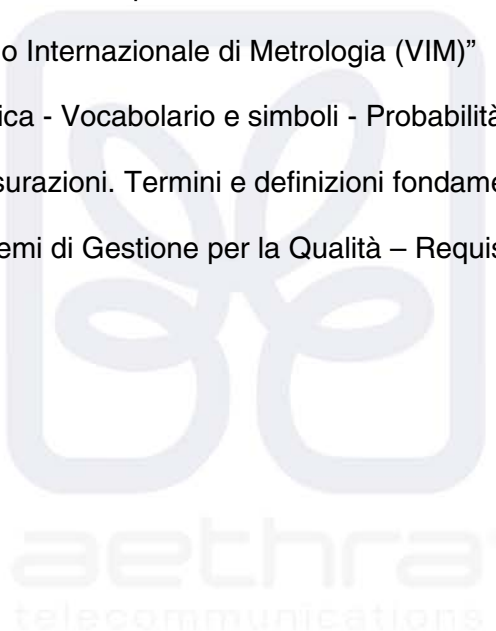 o Internazionale di Metrologia (VIM)”
ica - Vocabolario e simboli - Probabilità
surazioni. Termini e definizioni fondame
emi di Gestione per la Qualità – Requis
aethra
telecommunications